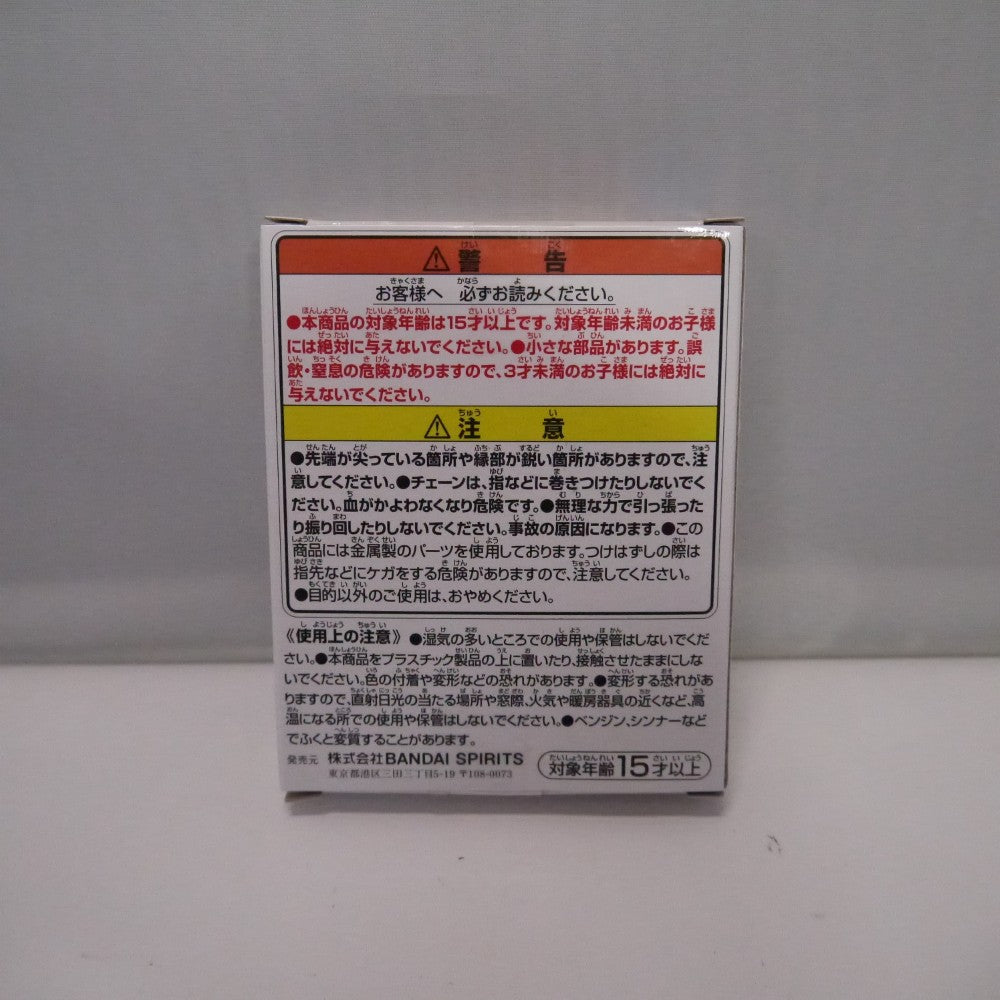 ⚠警告
お客様へ 必ずお読みください。
●本商品の対象年齢は15才以上です。対象年齢未満のお子様
には絶対に与えないでください。●小さな部品があります。誤
飲・窒息の危険がありますので、3才未満のお子様には絶対に
与えないでください。
⚠注意
●先端が尖っている箇所や縁部が鋭い箇所がありますので、注
意してください。●チェーンは、指などに巻きつけたりしないでく
ださい。血がかよわなくなり危険です。●無理な力で引っ張った
り振り回したりしないでください。事故の原因になります。●この
商品には金属製のパーツを使用しております。つけはずしの際は
指先などにケガをする危険がありますので、注意してください。
●目的以外のご使用は、おやめください。
《使用上の注意》●湿気の多いところでの使用や保管はしないでくだ
さい。●本商品をプラスチック製品の上に置いたり、接触させたままにし
ないでください。色の付着や変形などの恐れがあります。●変形する恐れがあり
ますので、直射日光の当たる場所や窓際、火気や暖房器具の近くなど、高
温になる所での使用や保管はしないでください。●ベンジン、シンナーなど
でふくと変質することがあります。
発売元 株式会社BANDAI SPIRITS
東京都港区三田三丁目5-19 〒108-0073
対象年齢15才以上